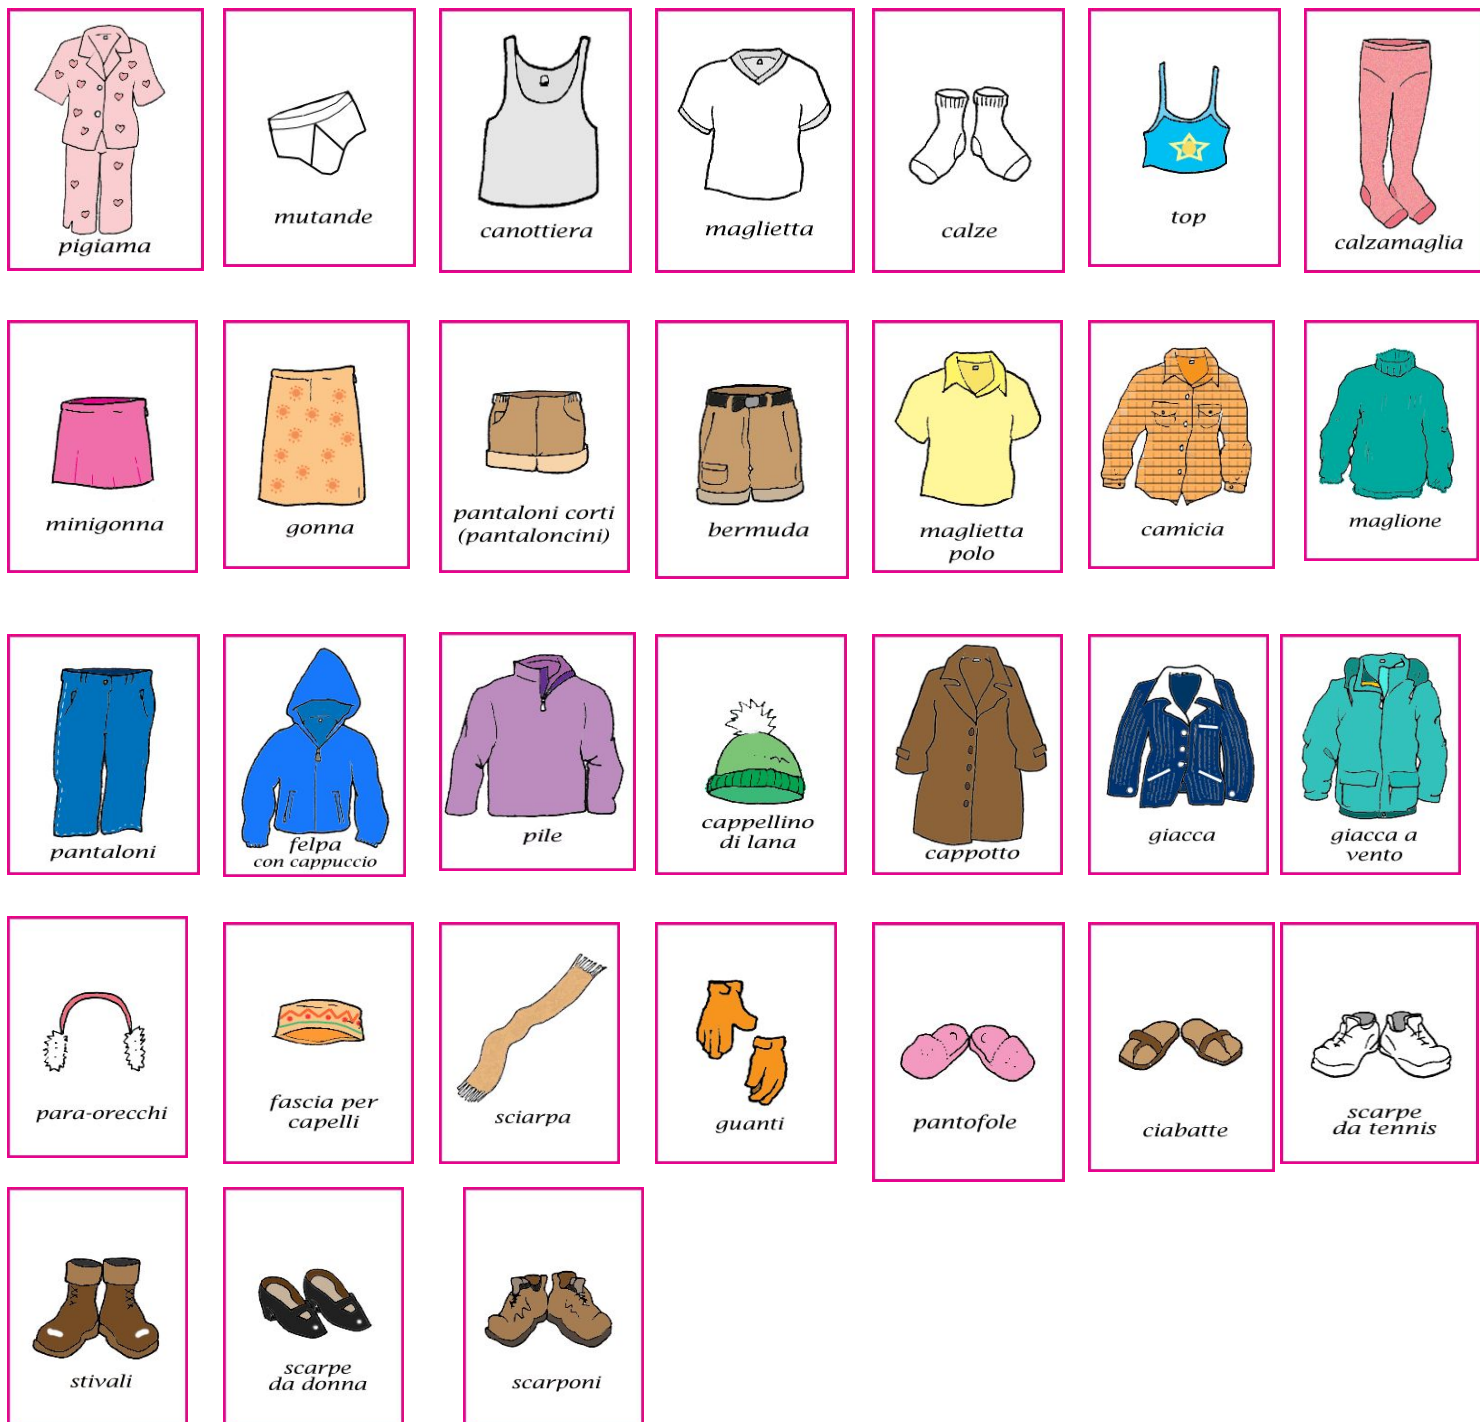 pigiama
mutande
canottiera
maglietta
calze
top
calzamaglia
minigonna
gonna
pantaloni corti
(pantaloncini)
bermuda
maglietta
polo
camicia
maglione
pantaloni
felpa
con cappuccio
pile
cappellino
di lana
cappotto
giacca
giacca a
vento
para-orecchi
fascia per
capelli
sciarpa
guanti
pantofole
ciabatte
scarpe
da tennis
stivali
scarpe
da donna
scarponi